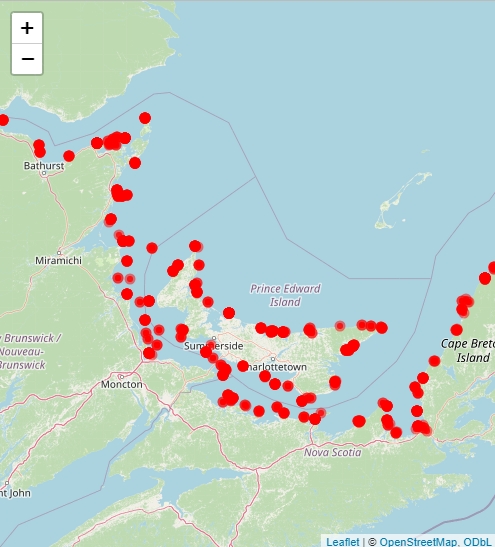 +
−
Bathurst
Miramichi
Prince Edward
Island
Brunswick /
Nouveau-
Brunswick
Summerside
Charlottetown
Cape Bret
Island
Moncton
Nova Scotia
nt John
Leaflet | © OpenStreetMap, ODbL